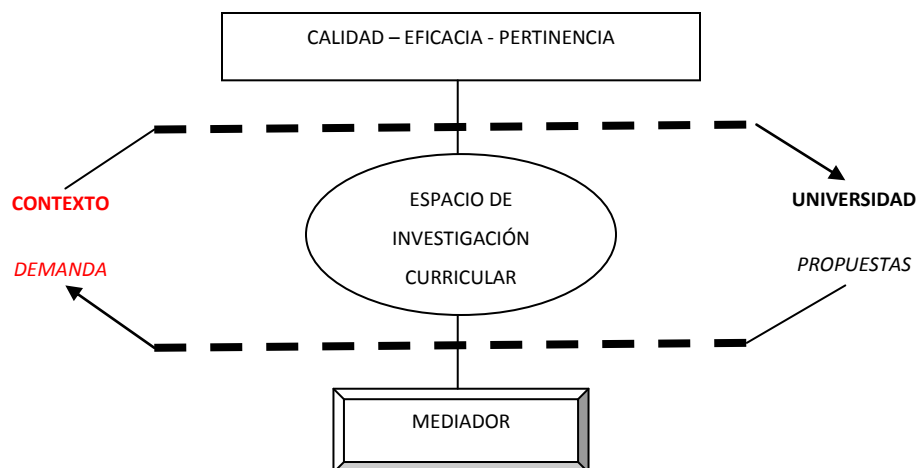 CALIDAD – EFICACIA - PERTINENCIA
CONTEXTO
ESPACIO DE
INVESTIGACIÓN
CURRICULAR
UNIVERSIDAD
DEMANDA
PROPUESTAS
MEDIADOR